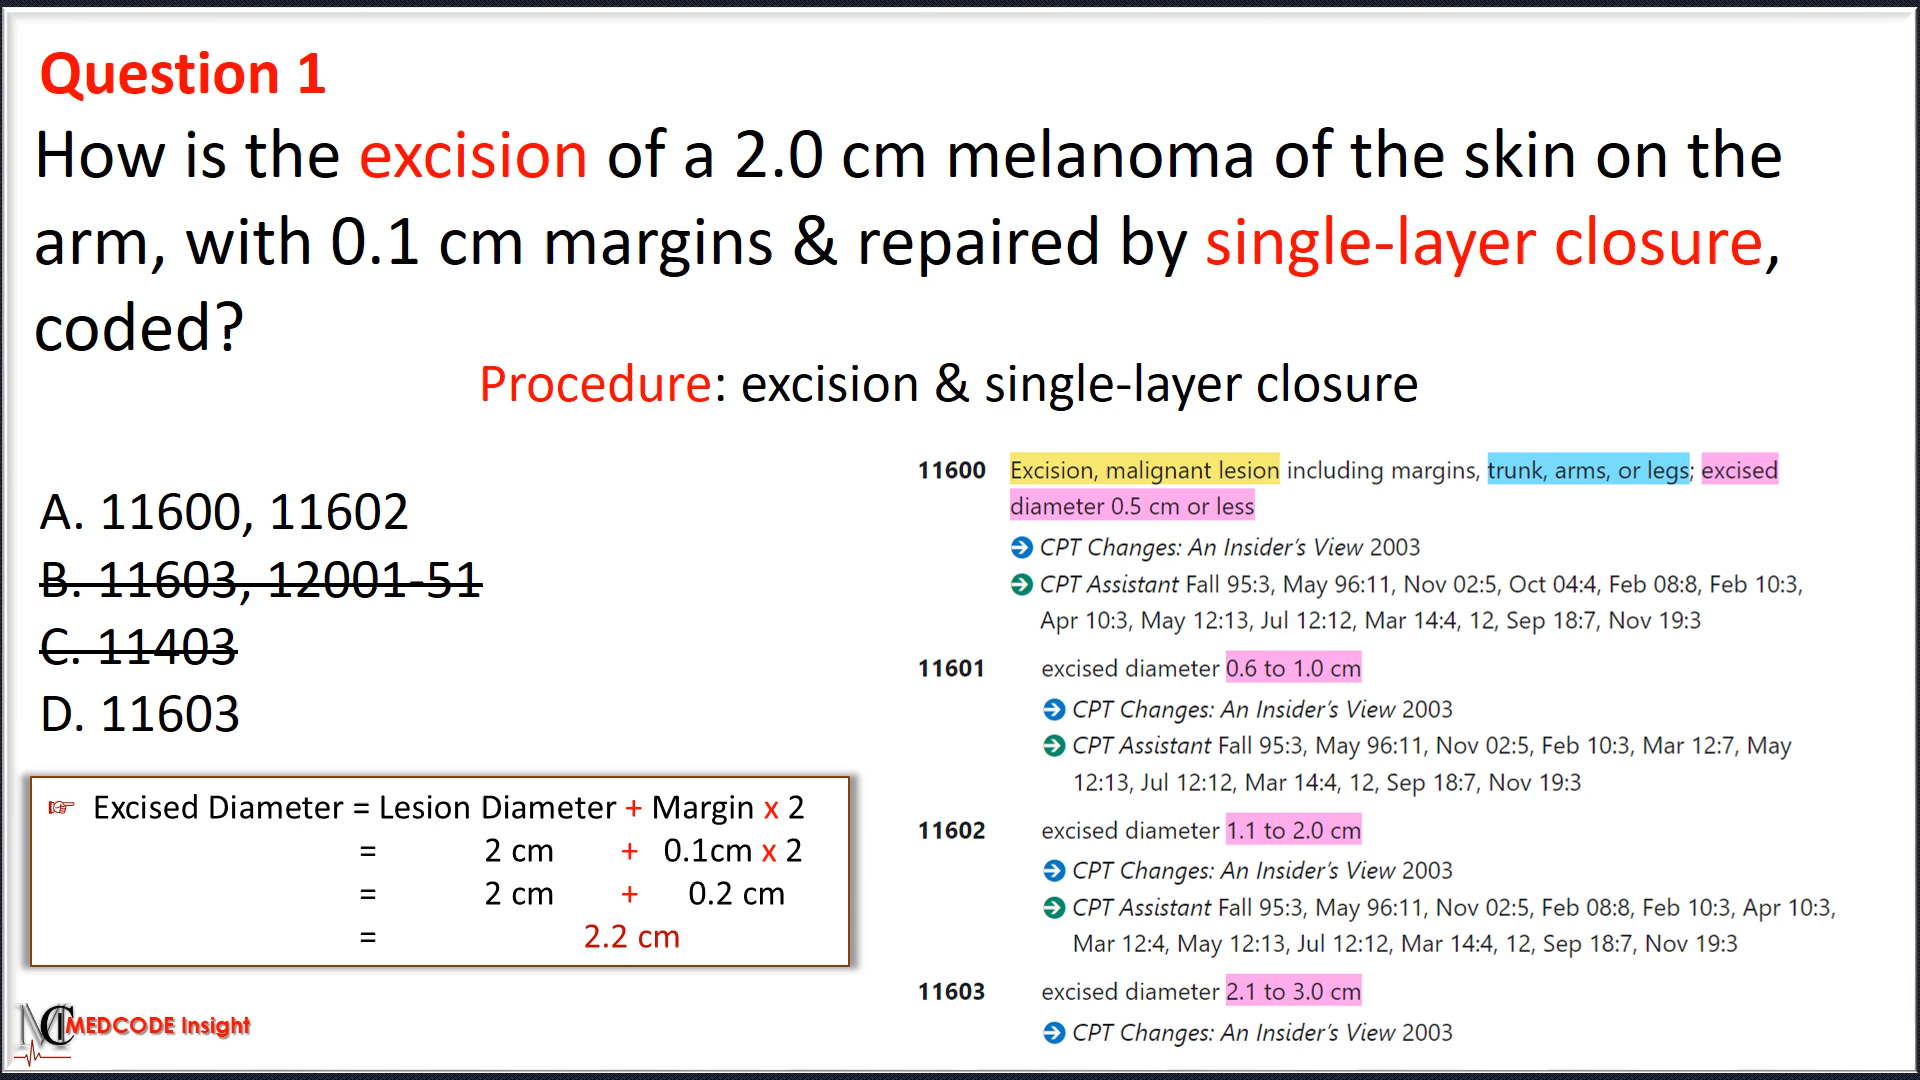 Question 1
How is the excision of a 2.0 cm melanoma of the skin on the
arm, with 0.1 cm margins & repaired by single-layer closure,
coded?
Procedure: excision & single-layer closure
A. 11600, 11602
B. 11603, 12001-51
C. 11403
D. 11603
Excised Diameter = Lesion Diameter + Margin x 2
= 2 cm + 0.1cm x 2
= 2 cm + 0.2 cm
= 2.2 cm
11600 Excision, malignant lesion including margins, trunk, arms, or legs; excised
diameter 0.5 cm or less
CPT Changes: An Insider's View 2003
CPT Assistant Fall 95:3, May 96:11, Nov 02:5, Oct 04:4, Feb 08:8, Feb 10:3,
Apr 10:3, May 12:13, Jul 12:12, Mar 14:4, 12, Sep 18:7, Nov 19:3
11601 excised diameter 0.6 to 1.0 cm
CPT Changes: An Insider's View 2003
CPT Assistant Fall 95:3, May 96:11, Nov 02:5, Feb 10:3, Mar 12:7, May
12:13, Jul 12:12, Mar 14:4, 12, Sep 18:7, Nov 19:3
11602 excised diameter 1.1 to 2.0 cm
CPT Changes: An Insider's View 2003
CPT Assistant Fall 95:3, May 96:11, Nov 02:5, Feb 08:8, Feb 10:3, Apr 10:3,
Mar 12:4, May 12:13, Jul 12:12, Mar 14:4, 12, Sep 18:7, Nov 19:3
11603 excised diameter 2.1 to 3.0 cm
CPT Changes: An Insider's View 2003
MC MEDCODE Insight